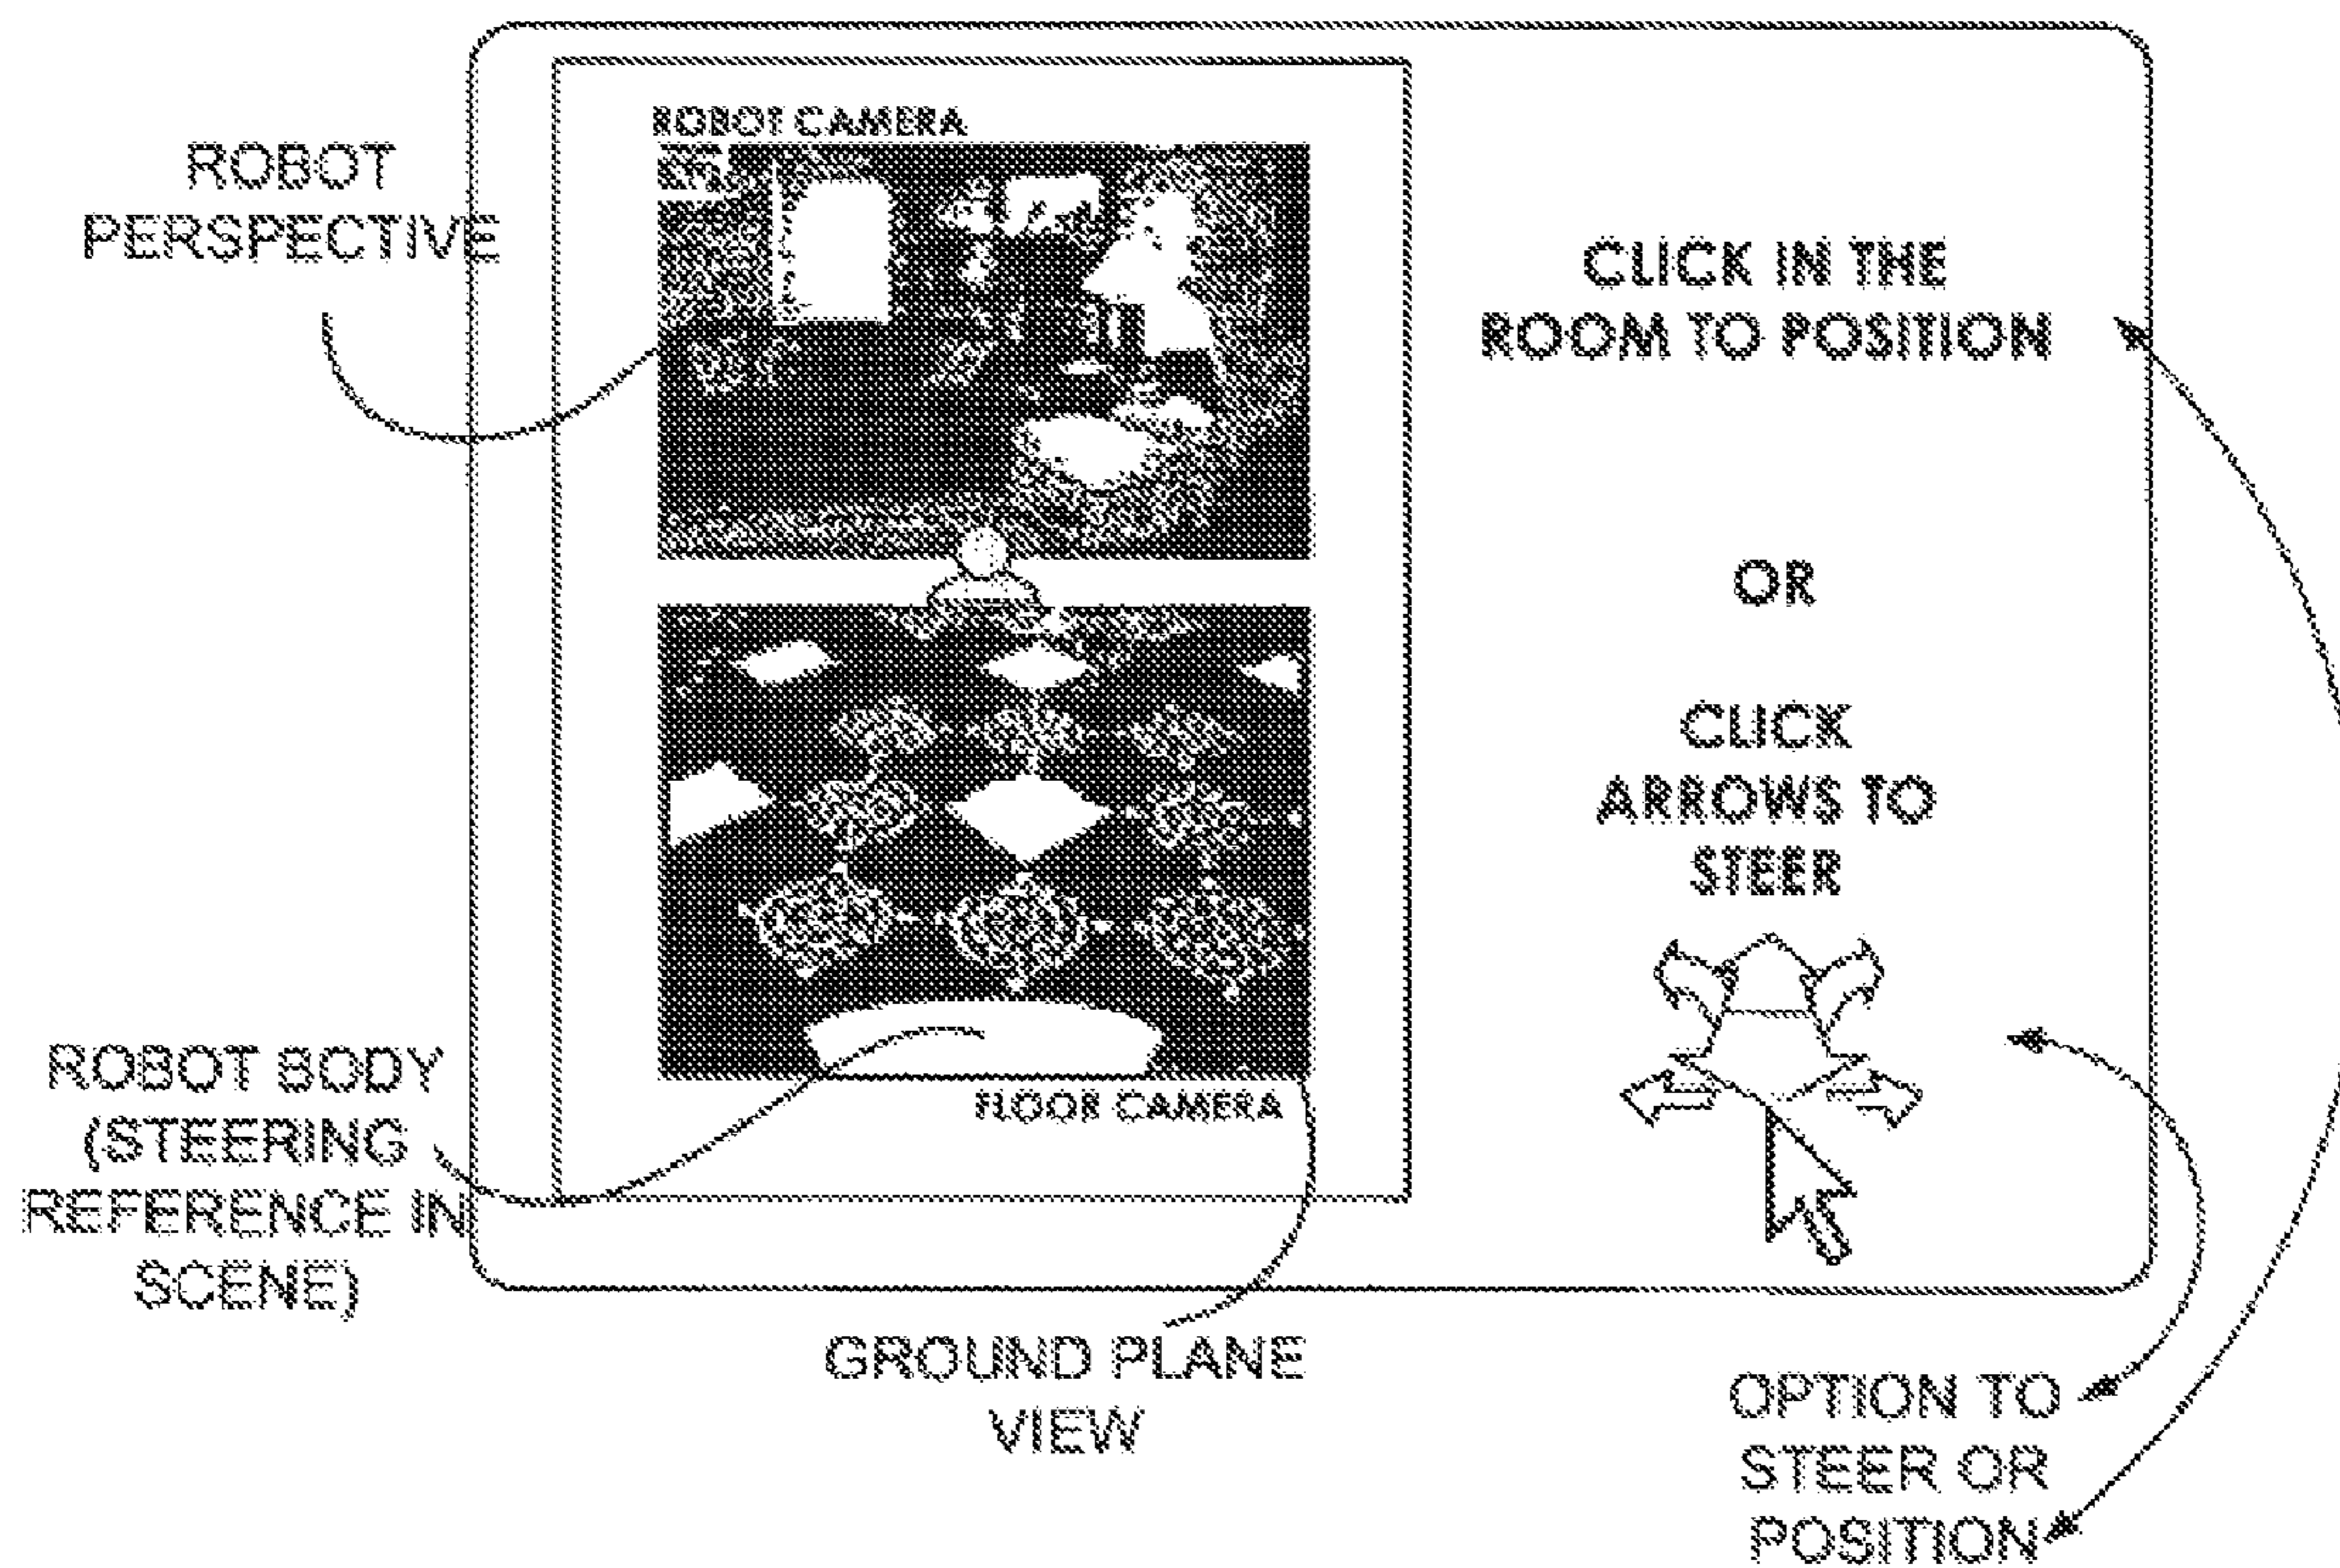 ROBOT CAMERA
ROBOT
PERSPECTIVE
CLICK IN THE
ROOM TO POSITION
OR
CLICK
ARROWS TO
STEER
ROBOT BODY
(STEERING
REFERENCE IN
SCENE)
FLOOR CAMERA
GROUND PLANE
VIEW
OPTION TO
STEER OR
POSITION